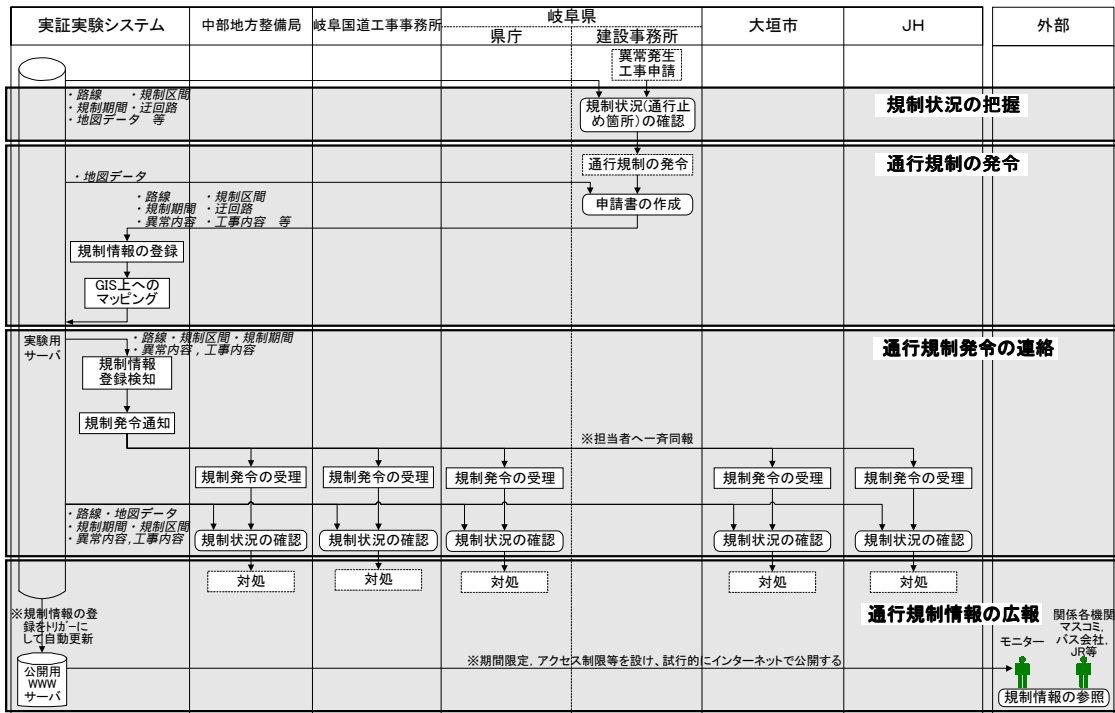 実証実験システム
中部地方整備局
岐阜国道工事事務所
岐阜県
県庁
建設事務所
大垣市
JH
外部
異常発生
工事申請
・路線　・規制区間
・規制期間・迂回路
・地図データ　等
規制状況(通行止
め箇所)の確認
規制状況の把握
通行規制の発令
通行規制の発令
・地図データ
申請書の作成
・路線　・規制区間
・規制期間　・迂回路
・異常内容　・工事内容　等
規制情報の登録
GIS上への
マッピング
実験用
サーバ
・路線・規制区間・規制期間
・異常内容，工事内容
通行規制発令の連絡
規制情報
登録検知
規制発令通知
※担当者へ一斉同報
規制発令の受理
規制発令の受理
規制発令の受理
規制発令の受理
規制発令の受理
・路線・地図データ
・規制期間・規制区間
・異常内容，工事内容
規制状況の確認
規制状況の確認
規制状況の確認
規制状況の確認
規制状況の確認
対処
対処
対処
対処
対処
通行規制情報の広報
※規制情報の登
録をトリガーに
して自動更新
モニター
関係各機関
マスコミ，
バス会社，
JR等
公開用
WWW
サーバ
※期間限定，アクセス制限等を設け、試行的にインターネットで公開する
規制情報の参照